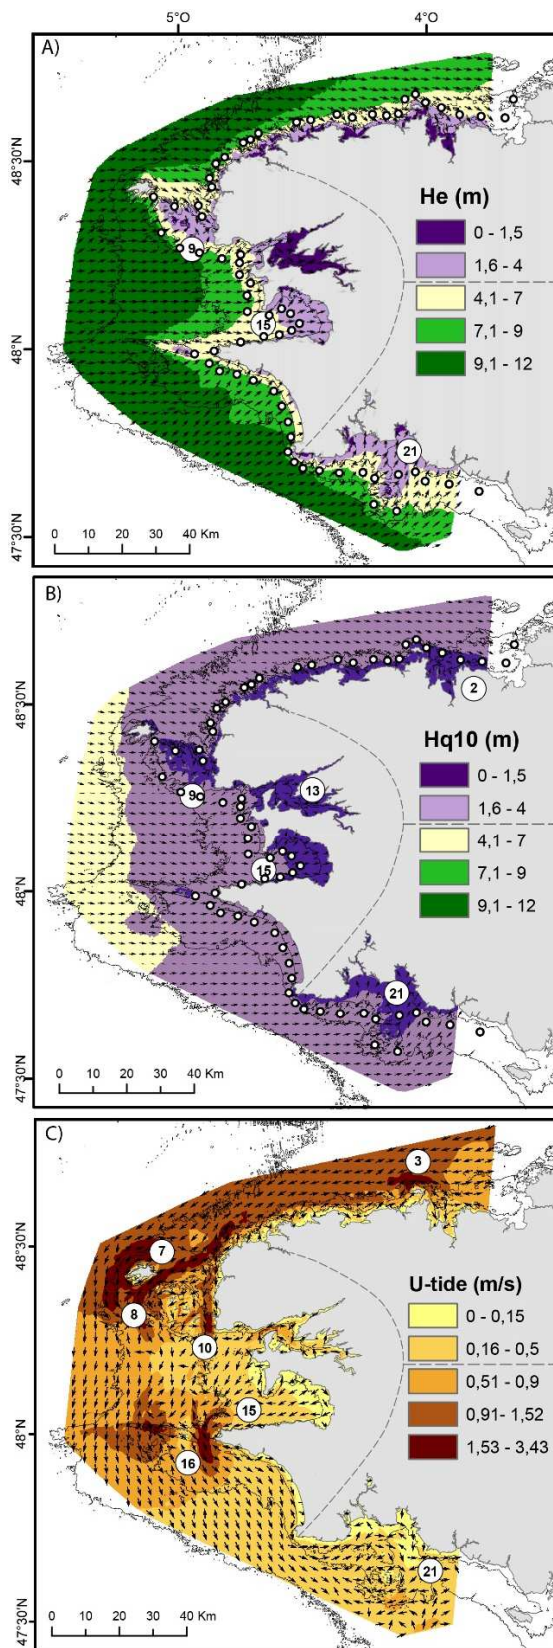 5°O 4°O
A)
48°30'N
He (m)
0 - 1,5
9
1,6 - 4
4,1 - 7
15
7,1 - 9
48°N
9,1 - 12
21
0 10 20 40 Km
47°30'N
B)
2
48°30'N
Hq10 (m)
0 - 1,5
13
9
1,6 - 4
4,1 - 7
15
7,1 - 9
48°N
9,1 - 12
21
0 10 20 40 Km
47°30'N
C)
3
48°30'N
7
U-tide (m/s)
8
0 - 0,15
10
0,16 - 0,5
0,51 - 0,9
15
0,91- 1,52
48°N
1,53 - 3,43
16
21
0 10 20 40 Km
47°30'N